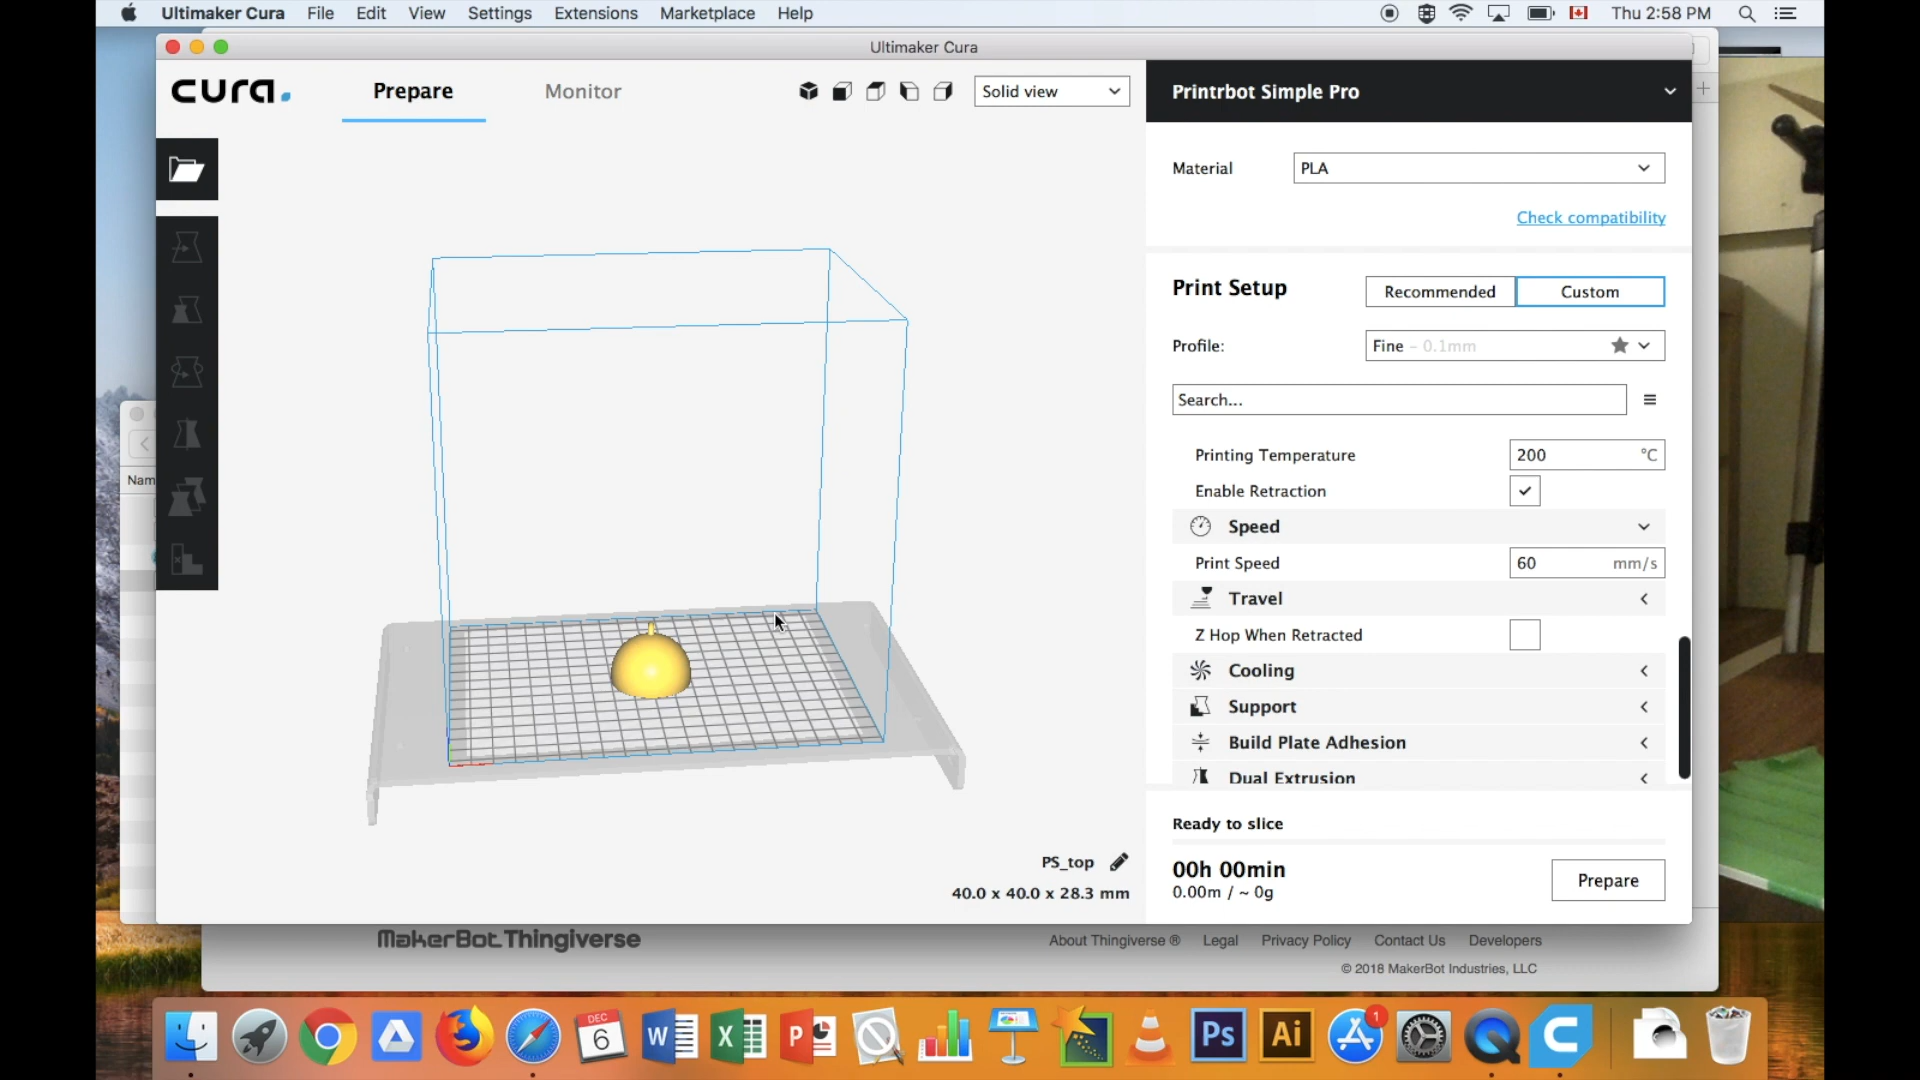 Ultimaker Cura File Edit View Settings Extensions Marketplace Help Thu 2:58 PM
Ultimaker Cura
cura. Prepare Monitor Solid view Printrbot Simple Pro
Material PLA
Check compatibility
Print Setup Recommended Custom
Profile: Fine - 0.1mm
Search...
Printing Temperature 200 °C
Nam
Enable Retraction
Speed
Print Speed 60 mm/s
Travel
Z Hop When Retracted
Cooling
Support
Build Plate Adhesion
Dual Extrusion
Ready to slice
PS_top
00h 00min
40.0 x 40.0 x 28.3 mm
0.00m / ~ 0g
Prepare
MakerBot Thingiverse About Thingiverse ® Legal Privacy Policy Contact Us Developers
© 2018 MakerBot Industries, LLC
DEC
6
W X P Ps Ai 1